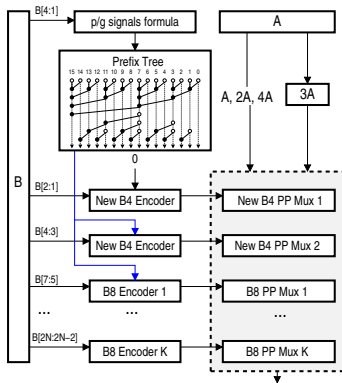 B[4:1]
p/g signals formula
A
Prefix Tree
15 14 13 12 11 10 9 8 7 6 5 4 3 2 1 0
A, 2A, 4A
3A
B
0
B[2:1]
New B4 Encoder
New B4 PP Mux 1
B[4:3]
New B4 Encoder
New B4 PP Mux 2
B[7:5]
B8 Encoder 1
B8 PP Mux 1
...
...
...
B[2N:2N-2]
B8 Encoder K
B8 PP Mux K